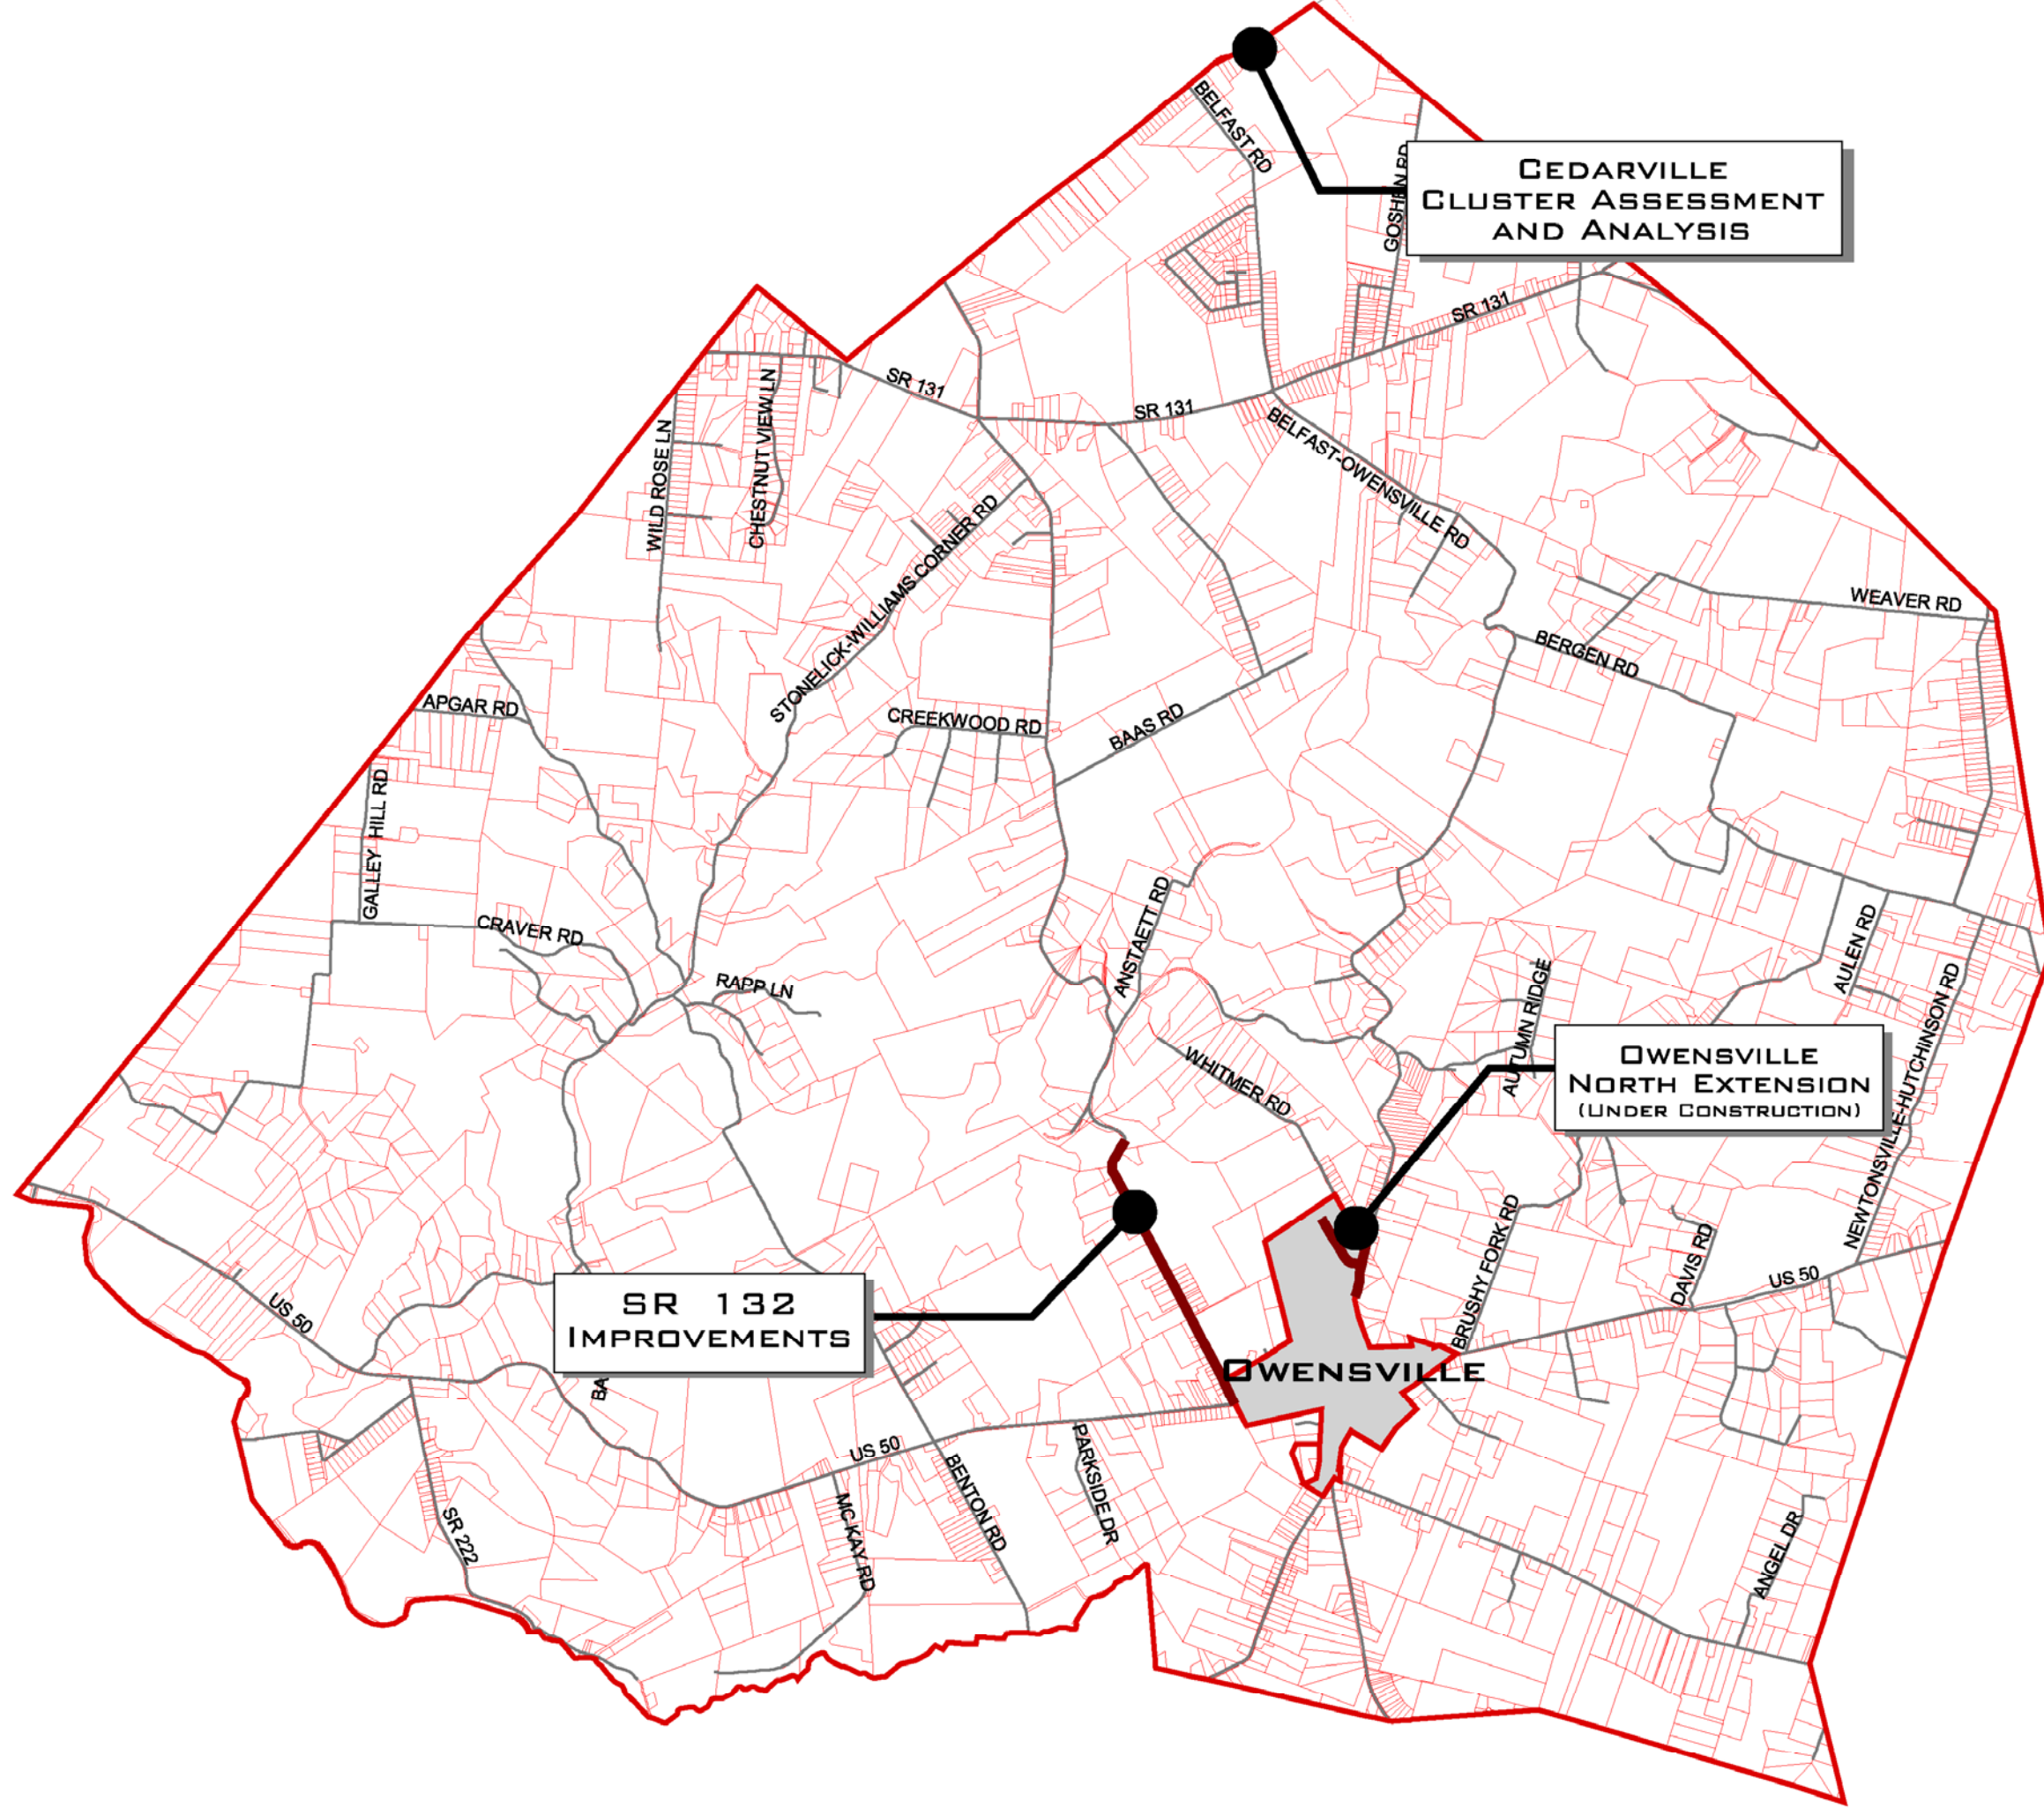 BELFAST RD
GOSHEN RD
CEDARVILLE
CLUSTER ASSESSMENT
AND ANALYSIS
SR 131
SR 131
SR 131
WILD ROSE LN
CHESTNUT VIEW LN
BELFAST-OWENSVILLE RD
STONELICK-WILLIAMS CORNER RD
WEAVER RD
BERGEN RD
APGAR RD
CREEKWOOD RD
BAAS RD
GALLEY HILL RD
CRAVER RD
RAPP LN
ANSTAETT RD
AULEN RD
AUTUMN RIDGE
NEWTONSVILLE-HUTCHINSON RD
WHITMER RD
OWENSVILLE
NORTH EXTENSION
(UNDER CONSTRUCTION)
BRUSHY FORK RD
DAVIS RD
US 50
US 50
SR 132
IMPROVEMENTS
OWENSVILLE
BA
US 50
PARKSIDE DR
BENTON RD
MC KAY RD
SR 222
ANGEL DR